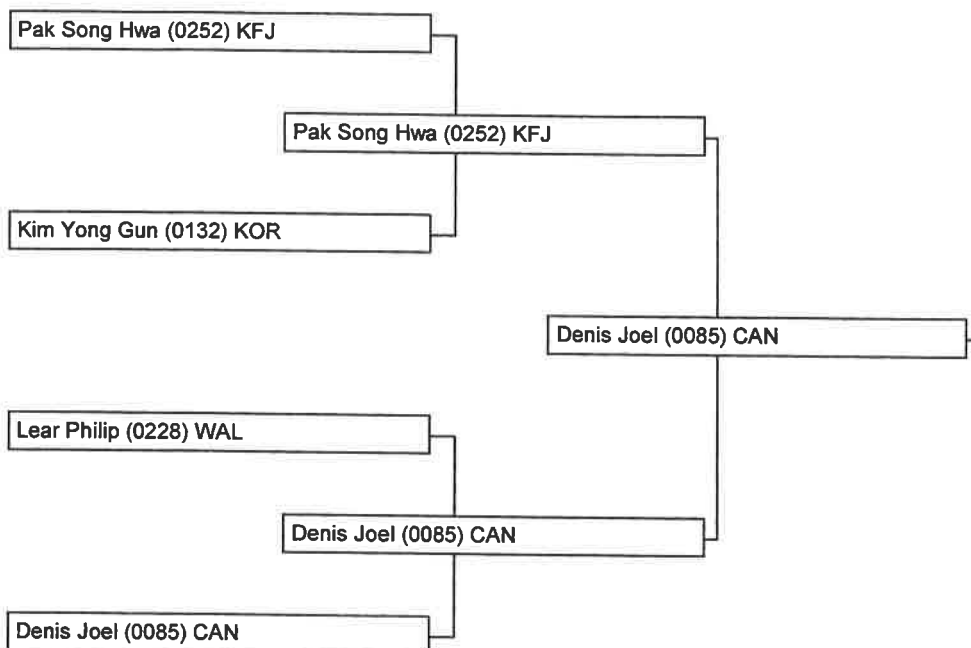 Pak Song Hwa (0252) KFJ
Pak Song Hwa (0252) KFJ
Kim Yong Gun (0132) KOR
Denis Joel (0085) CAN
Lear Philip (0228) WAL
Denis Joel (0085) CAN
Denis Joel (0085) CAN